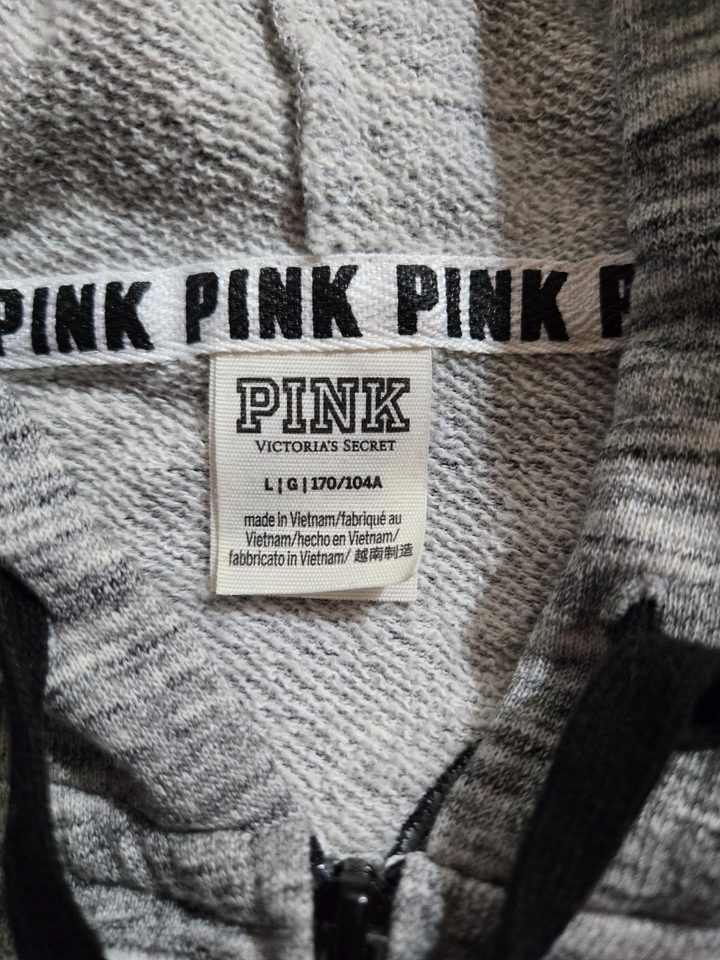 PINK PINK PINK P
PINK
VICTORIA'S SECRET
L | G | 170/104A
made in Vietnam/fabriqué au
Vietnam/hecho en Vietnam/
fabbricato in Vietnam/ 越南制造